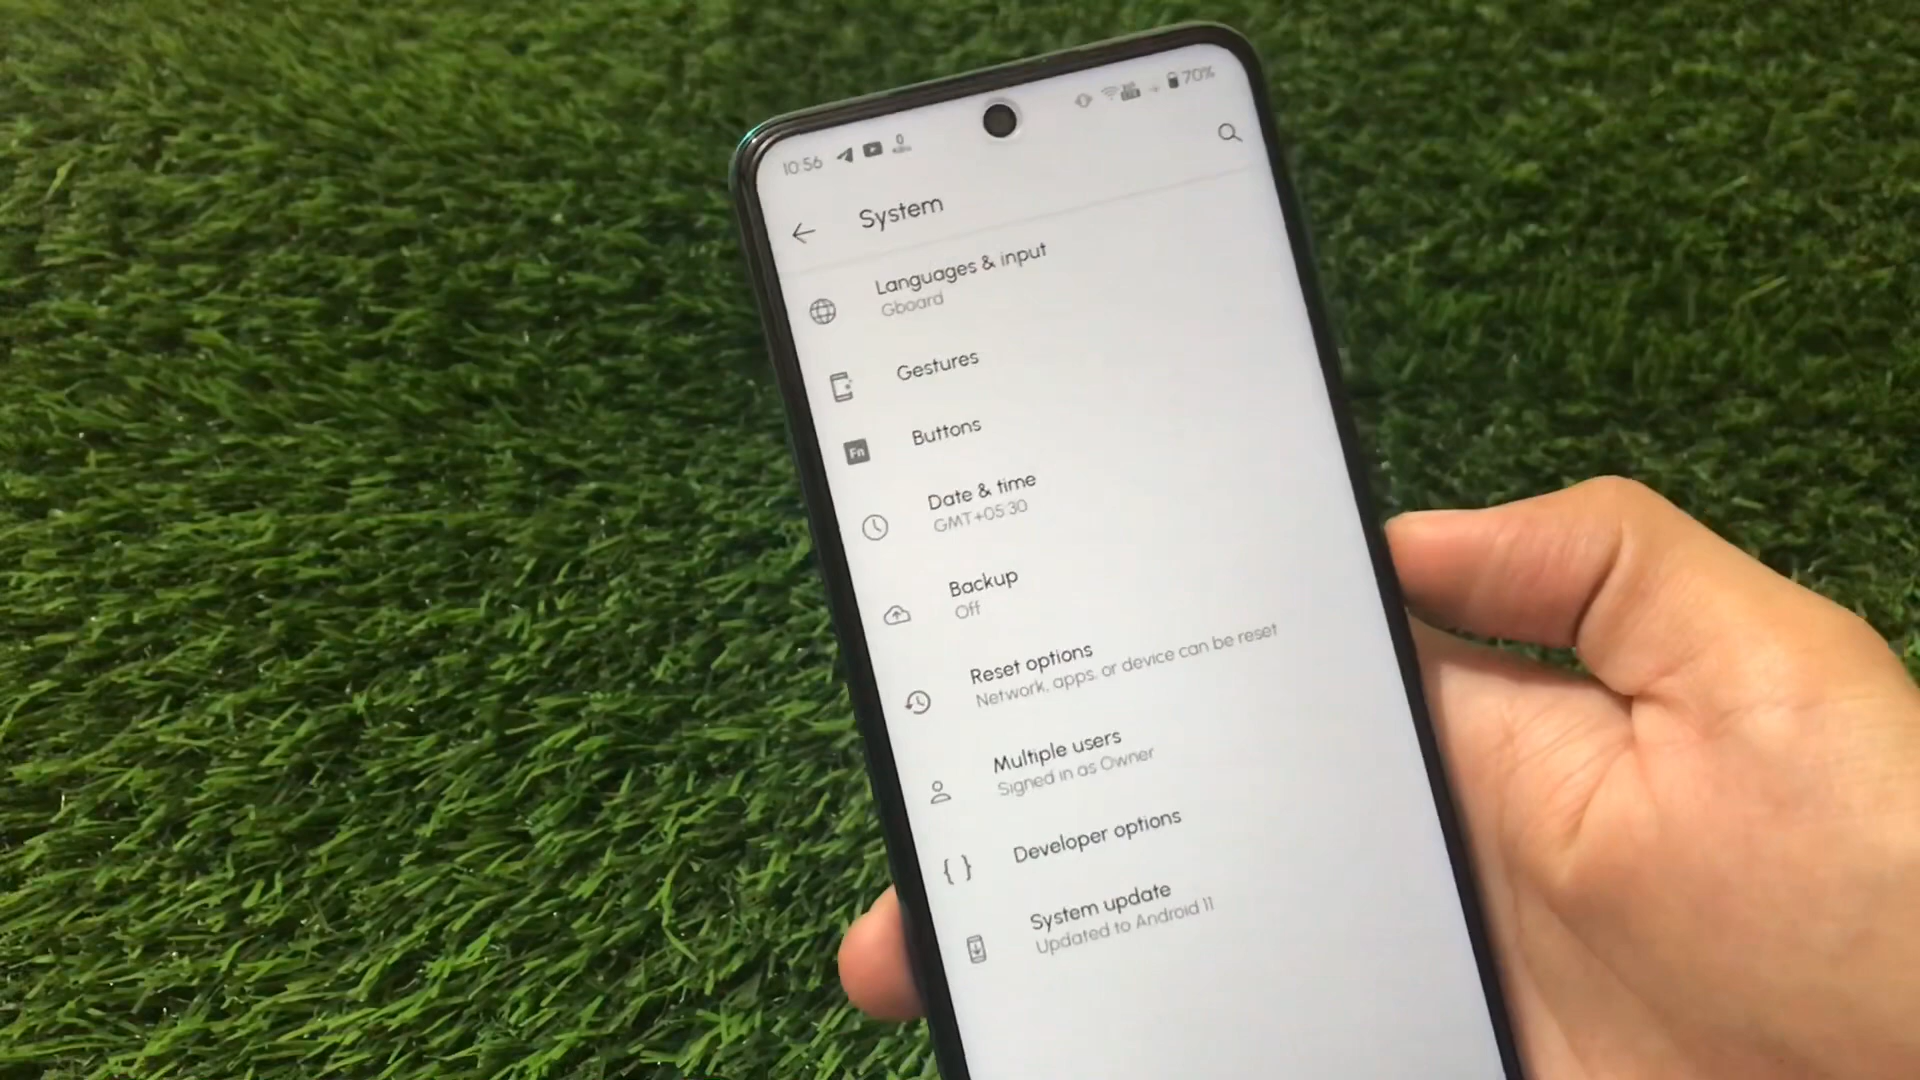 10:56
0
70%
System
Languages & input
Gboard
Gestures
Fn
Buttons
Date & time
GMT+05:30
Backup
Off
Reset options
Network, apps, or device can be reset
Multiple users
Signed in as Owner
{ }
Developer options
System update
Updated to Android 11